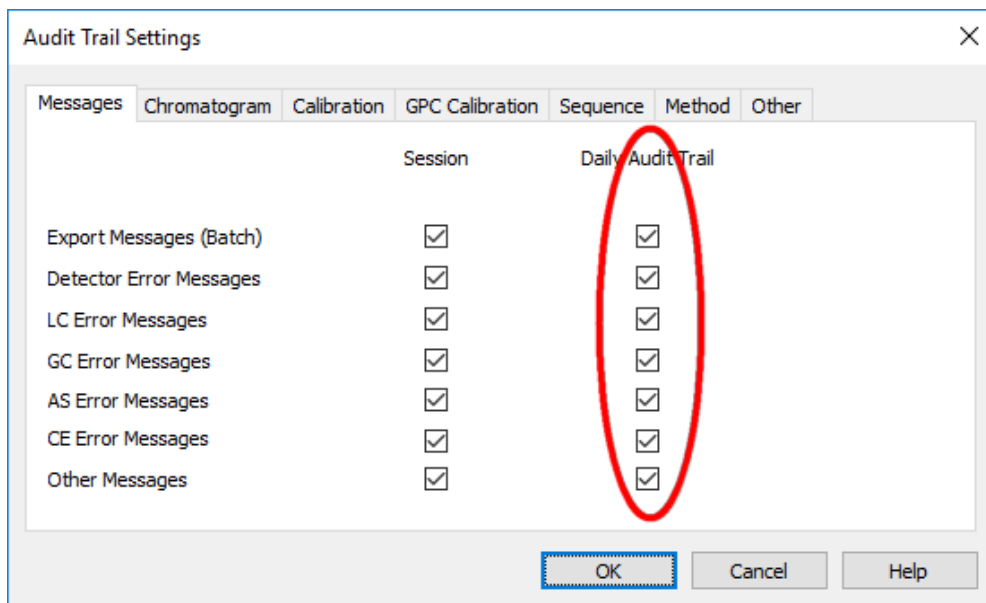 Audit Trail Settings
Messages Chromatogram Calibration GPC Calibration Sequence Method Other
Session Daily Audit Trail
Export Messages (Batch)
Detector Error Messages
LC Error Messages
GC Error Messages
AS Error Messages
CE Error Messages
Other Messages
OK Cancel Help